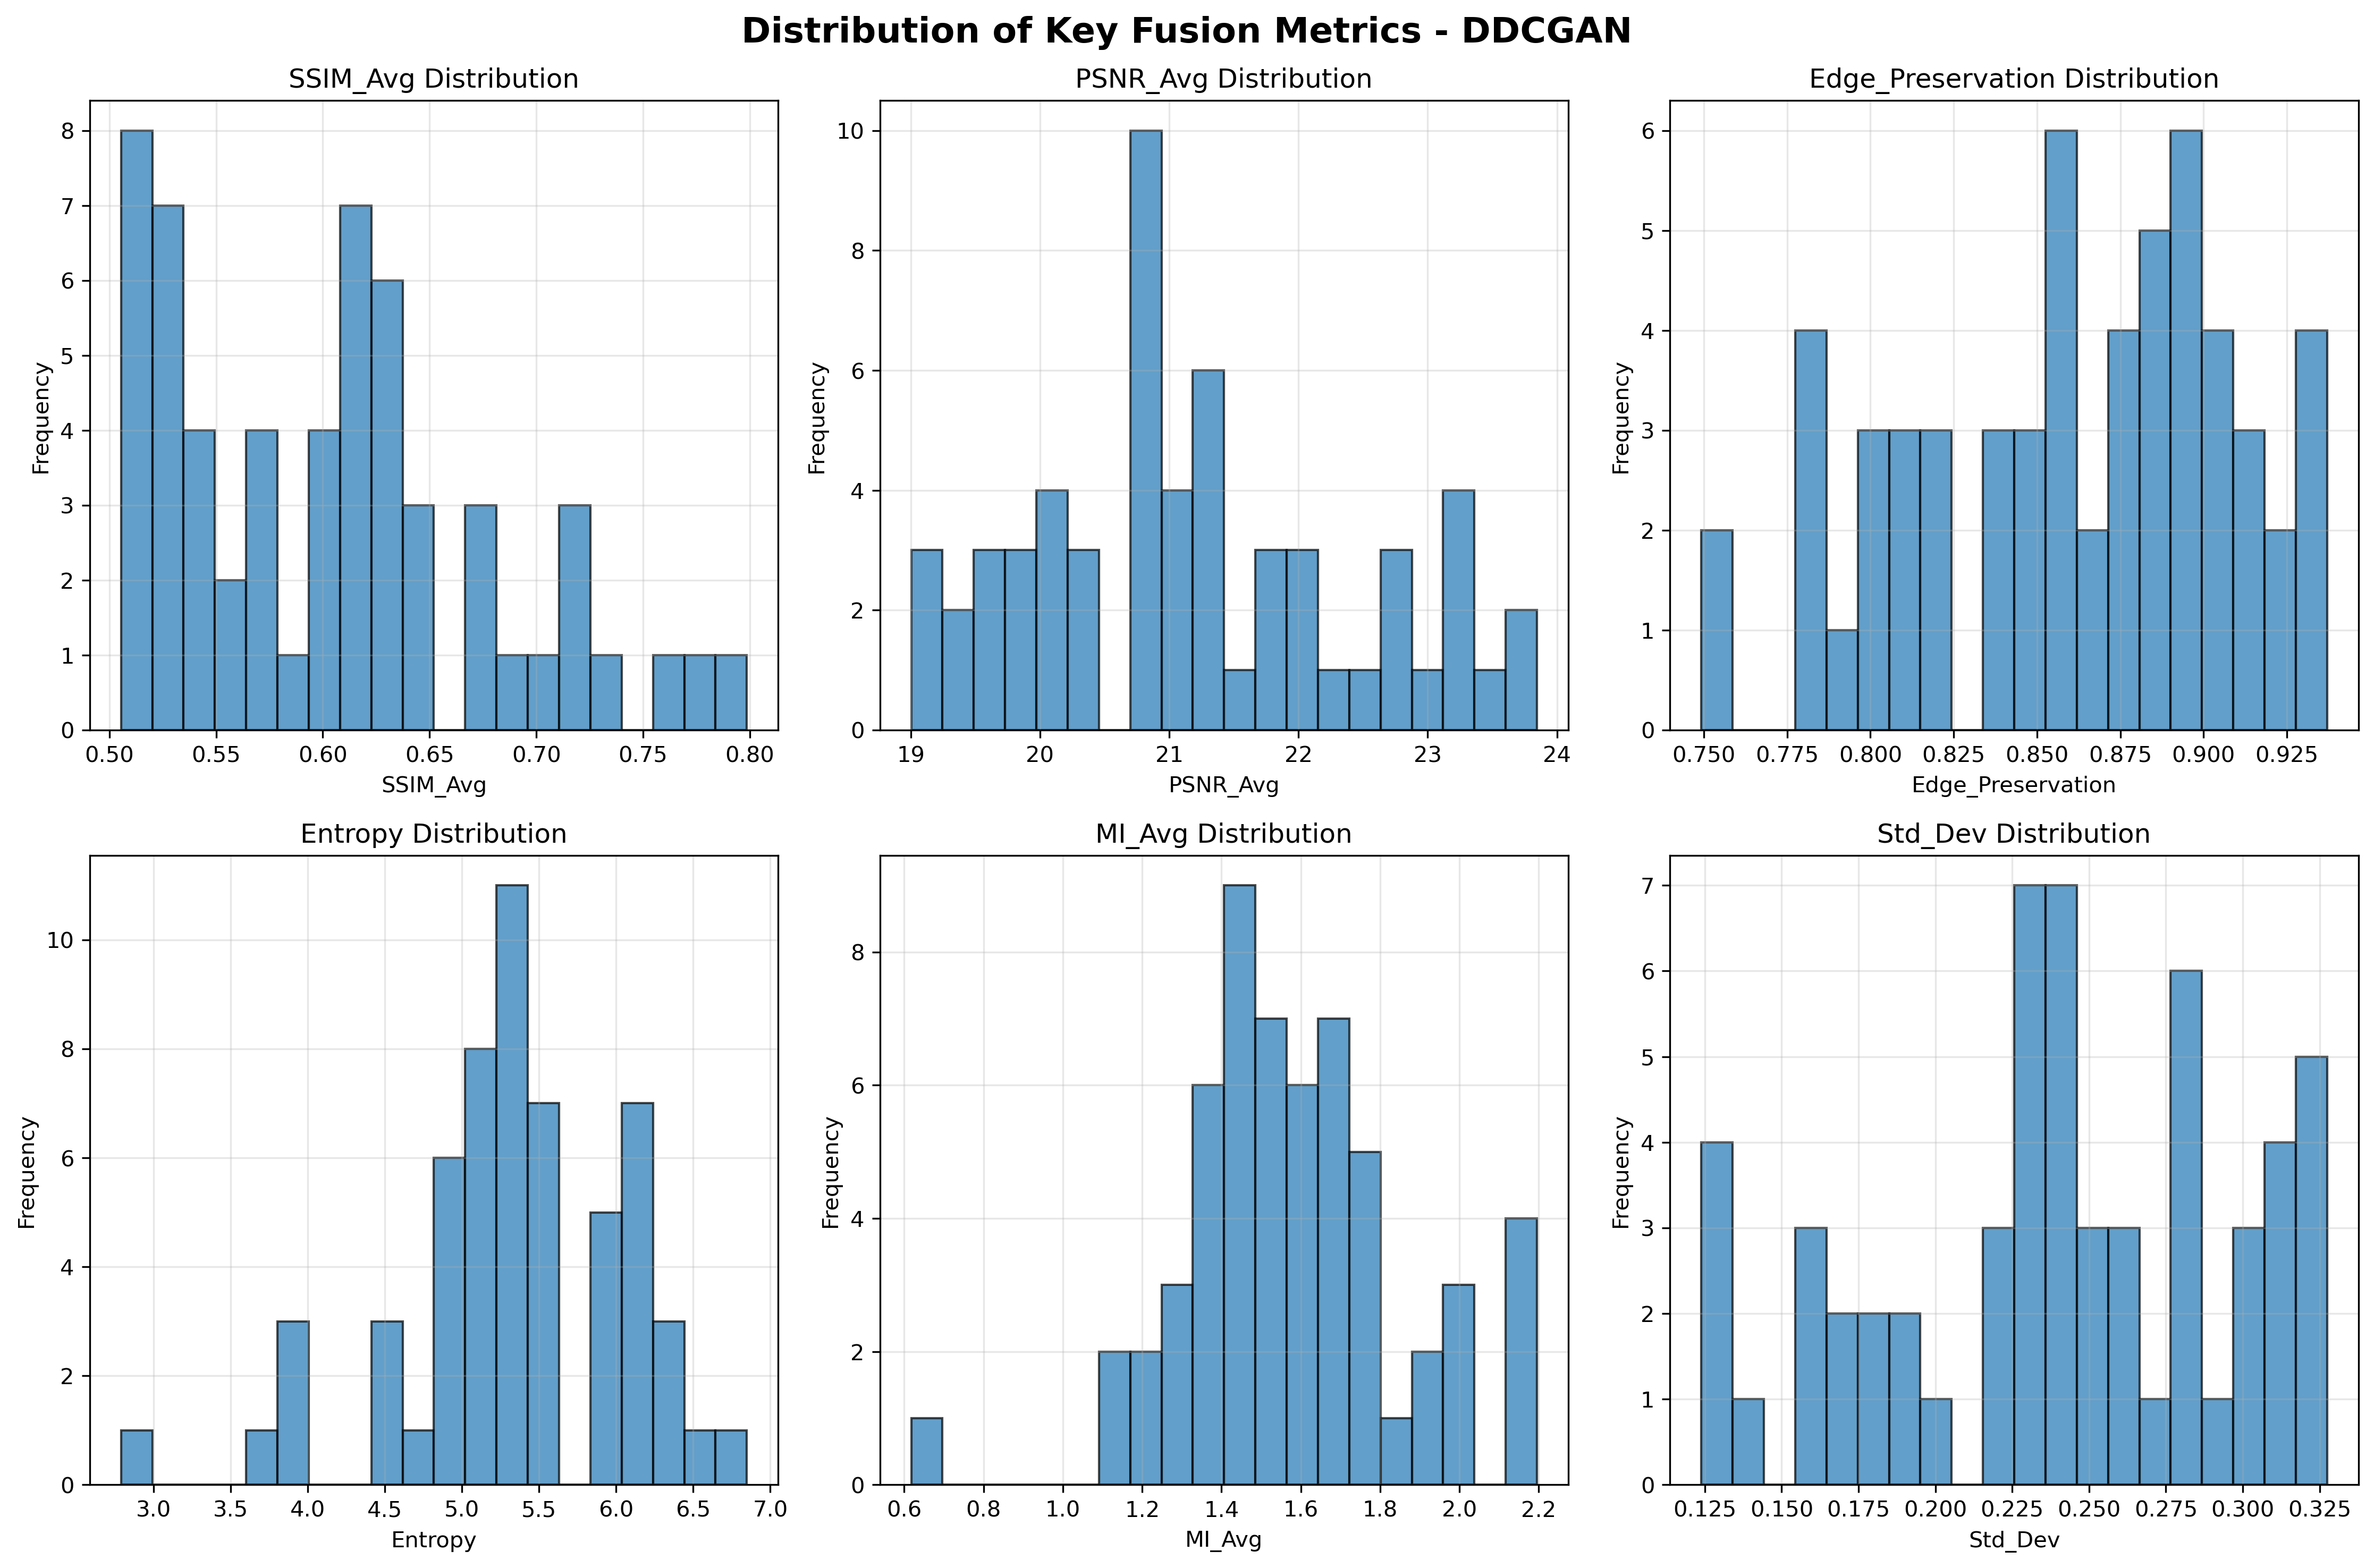 Distribution of Key Fusion Metrics - DDCGAN
SSIM_Avg Distribution
Frequency
8
7
6
5
4
3
2
1
0
0.50 0.55 0.60 0.65 0.70 0.75 0.80
SSIM_Avg
PSNR_Avg Distribution
Frequency
10
8
6
4
2
0
19 20 21 22 23 24
PSNR_Avg
Edge_Preservation Distribution
Frequency
6
5
4
3
2
1
0
0.750 0.775 0.800 0.825 0.850 0.875 0.900 0.925
Edge_Preservation
Entropy Distribution
Frequency
10
8
6
4
2
0
3.0 3.5 4.0 4.5 5.0 5.5 6.0 6.5 7.0
Entropy
MI_Avg Distribution
Frequency
8
6
4
2
0
0.6 0.8 1.0 1.2 1.4 1.6 1.8 2.0 2.2
MI_Avg
Std_Dev Distribution
Frequency
7
6
5
4
3
2
1
0
0.125 0.150 0.175 0.200 0.225 0.250 0.275 0.300 0.325
Std_Dev